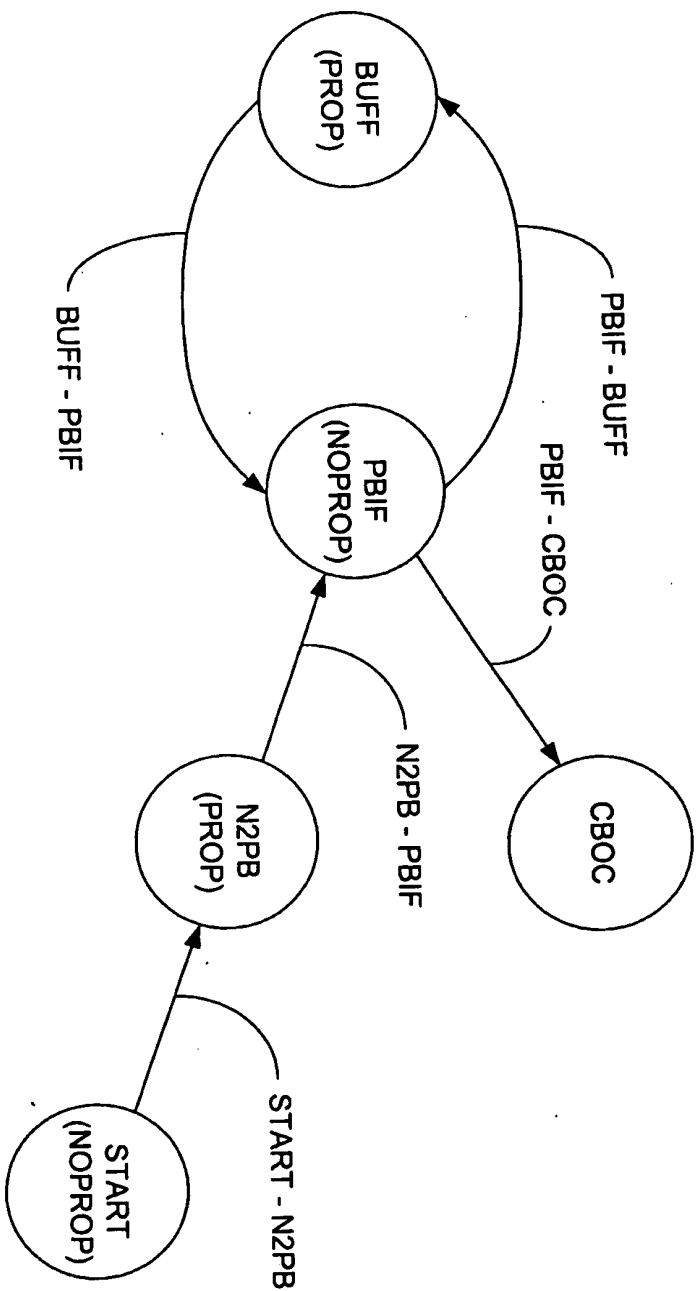 BUFF
(PROP)
PBIF - BUFF
BUFF - PBIF
PBIF
(NOPROP)
PBIF - CBOC
N2PB - PBIF
CBOC
N2PB
(PROP)
START - N2PB
START
(NOPROP)